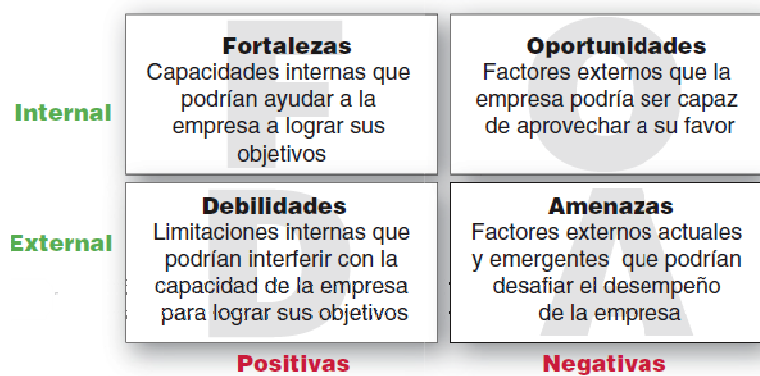 Fortalezas
Capacidades internas que
podrían ayudar a la
empresa a lograr sus
objetivos
Oportunidades
Factores externos que la
empresa podría ser capaz
de aprovechar a su favor
Internal
Debilidades
Limitaciones internas que
podrían interferir con la
capacidad de la empresa
para lograr sus objetivos
Amenazas
Factores externos actuales
y emergentes que podrían
desafiar el desempeño
de la empresa
External
Positivas
Negativas
F
O
D
A